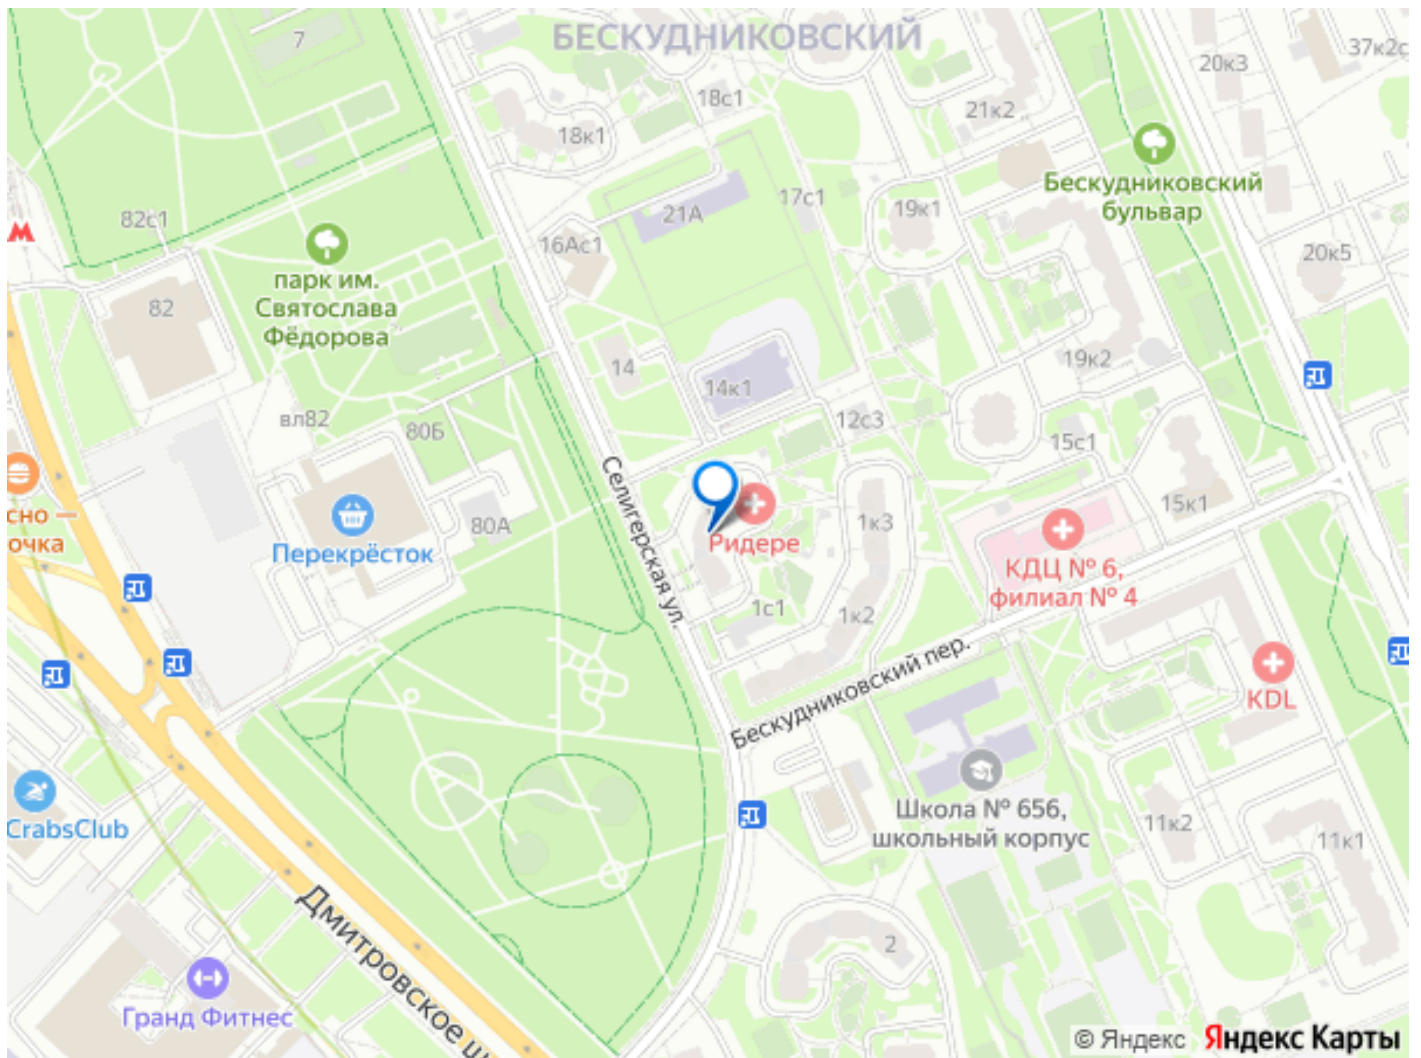 БЕСКУДНИКОВСКИЙ
7
37к2с
20к3
18с1
21к2
18к1
Бескудниковский
бульвар
17с1
82с1
21А
19к1
16Ас1
20к5
парк им.
Святослава
Фёдорова
82
14
19к2
14к1
вл82
80Б
12с3
15с1
Селигерская ул.
15к1
сно —
очка
80А
1к3
Перекрёсток
Ридере
КДЦ № 6,
филиал № 4
1с1
1к2
Бескудниковский пер.
KDL
Школа № 656,
школьный корпус
CrabsClub
11к2
11к1
Дмитровское ш
2
Гранд Фитнес
© Яндекс Яндекс Карты